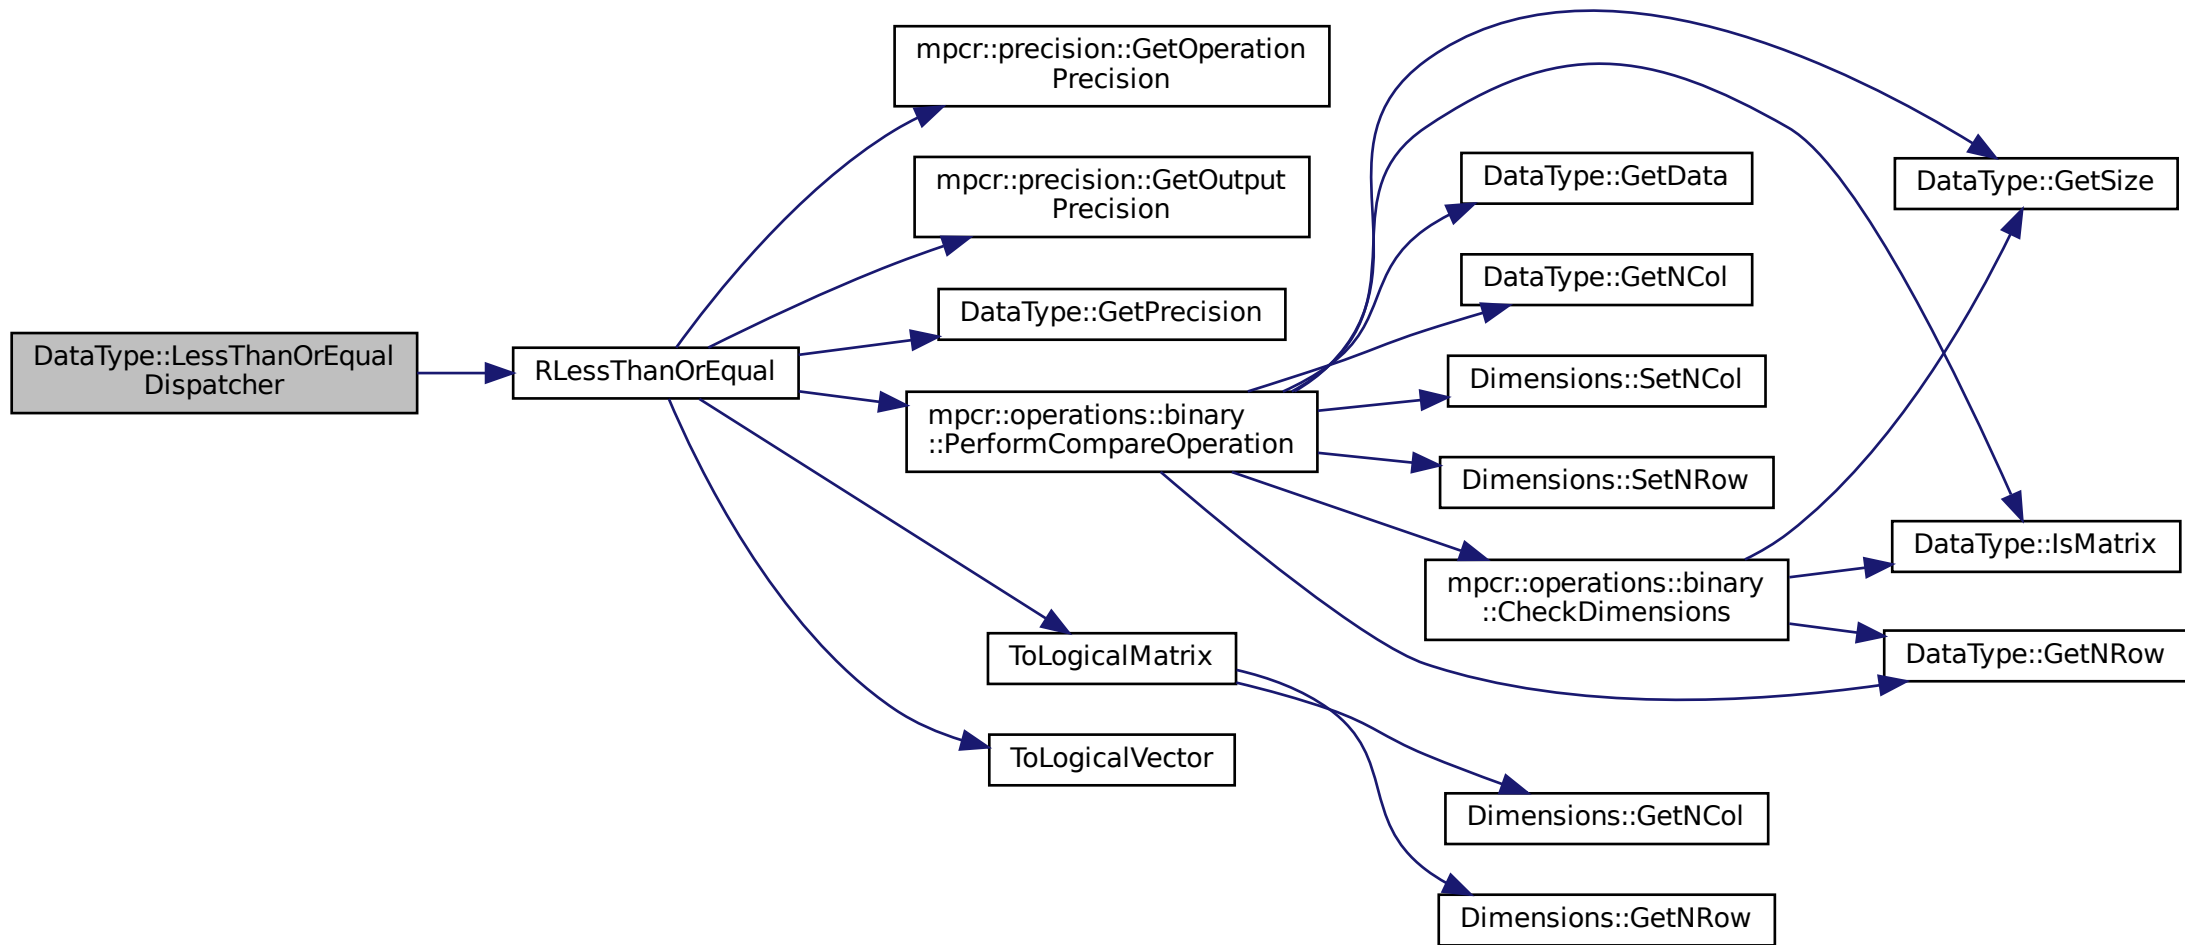 DataType::LessThanOrEqual
Dispatcher
RLessThanOrEqual
mpcr::precision::GetOperation
Precision
mpcr::precision::GetOutput
Precision
DataType::GetPrecision
mpcr::operations::binary
::PerformCompareOperation
ToLogicalMatrix
ToLogicalVector
DataType::GetData
DataType::GetNCol
Dimensions::SetNCol
Dimensions::SetNRow
mpcr::operations::binary
::CheckDimensions
Dimensions::GetNCol
Dimensions::GetNRow
DataType::GetSize
DataType::IsMatrix
DataType::GetNRow